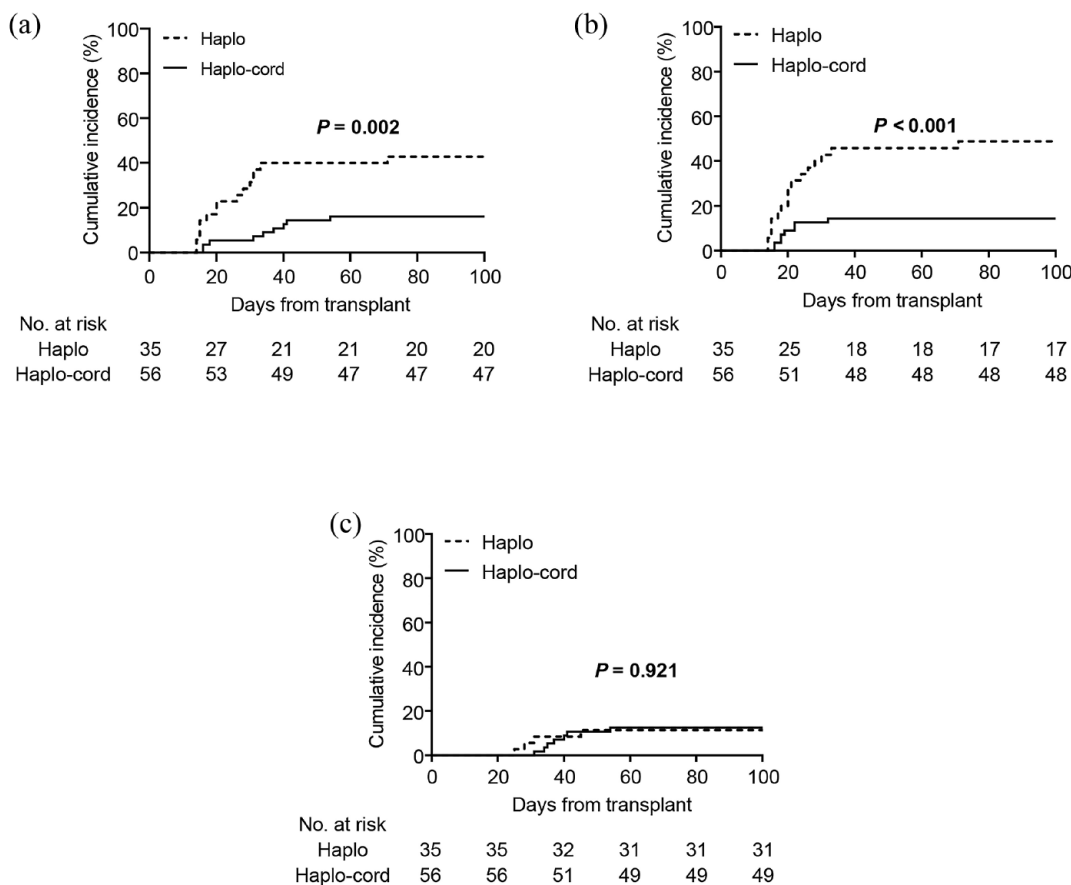 (a)
Haplo
Haplo-cord
P = 0.002
Cumulative incidence (%)
100
80
60
40
20
0
0 20 40 60 80 100
Days from transplant
No. at risk
Haplo 35 27 21 21 20 20
Haplo-cord 56 53 49 47 47 47
(b)
Haplo
Haplo-cord
P < 0.001
Cumulative incidence (%)
100
80
60
40
20
0
0 20 40 60 80 100
Days from transplant
No. at risk
Haplo 35 25 18 18 17 17
Haplo-cord 56 51 48 48 48 48
(c)
Haplo
Haplo-cord
P = 0.921
Cumulative incidence (%)
100
80
60
40
20
0
0 20 40 60 80 100
Days from transplant
No. at risk
Haplo 35 35 32 31 31 31
Haplo-cord 56 56 51 49 49 49